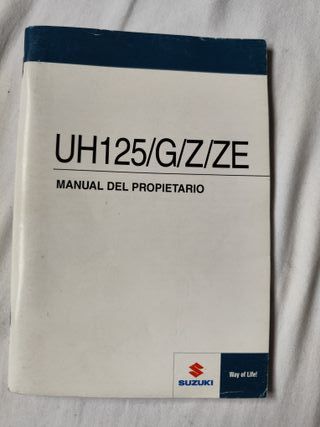 UH125/G/Z/ZE
MANUAL DEL PROPIETARIO
SUZUKI
Way of Life!